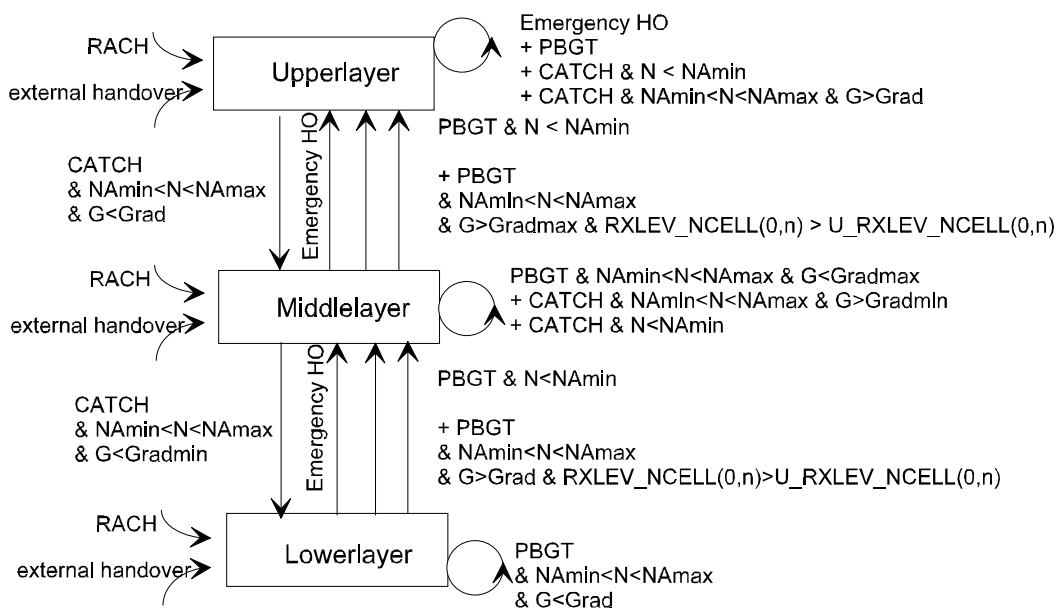 Emergency HO
+ PBGT
+ CATCH & N < NAmin
+ CATCH & NAmin<N<NAmax & G>Grad
RACH
Upperlayer
external handover
PBGT & N < NAmin
Emergency HO
CATCH
& NAmin<N<NAmax
& G<Grad
+ PBGT
& NAmIn<N<NAmax
& G>Gradmax & RXLEV_NCELL(0,n) > U_RXLEV_NCELL(0,n)
RACH
Middlelayer
external handover
PBGT & NAmin<N<NAmax & G<Gradmax
+ CATCH & NAmIn<N<NAmax & G>GradmIn
+ CATCH & N<NAmin
Emergency HO
PBGT & N<NAmin
CATCH
& NAmin<N<NAmax
& G<Gradmin
+ PBGT
& NAmin<N<NAmax
& G>Grad & RXLEV_NCELL(0,n)>U_RXLEV_NCELL(0,n)
RACH
Lowerlayer
external handover
PBGT
& NAmin<N<NAmax
& G<Grad